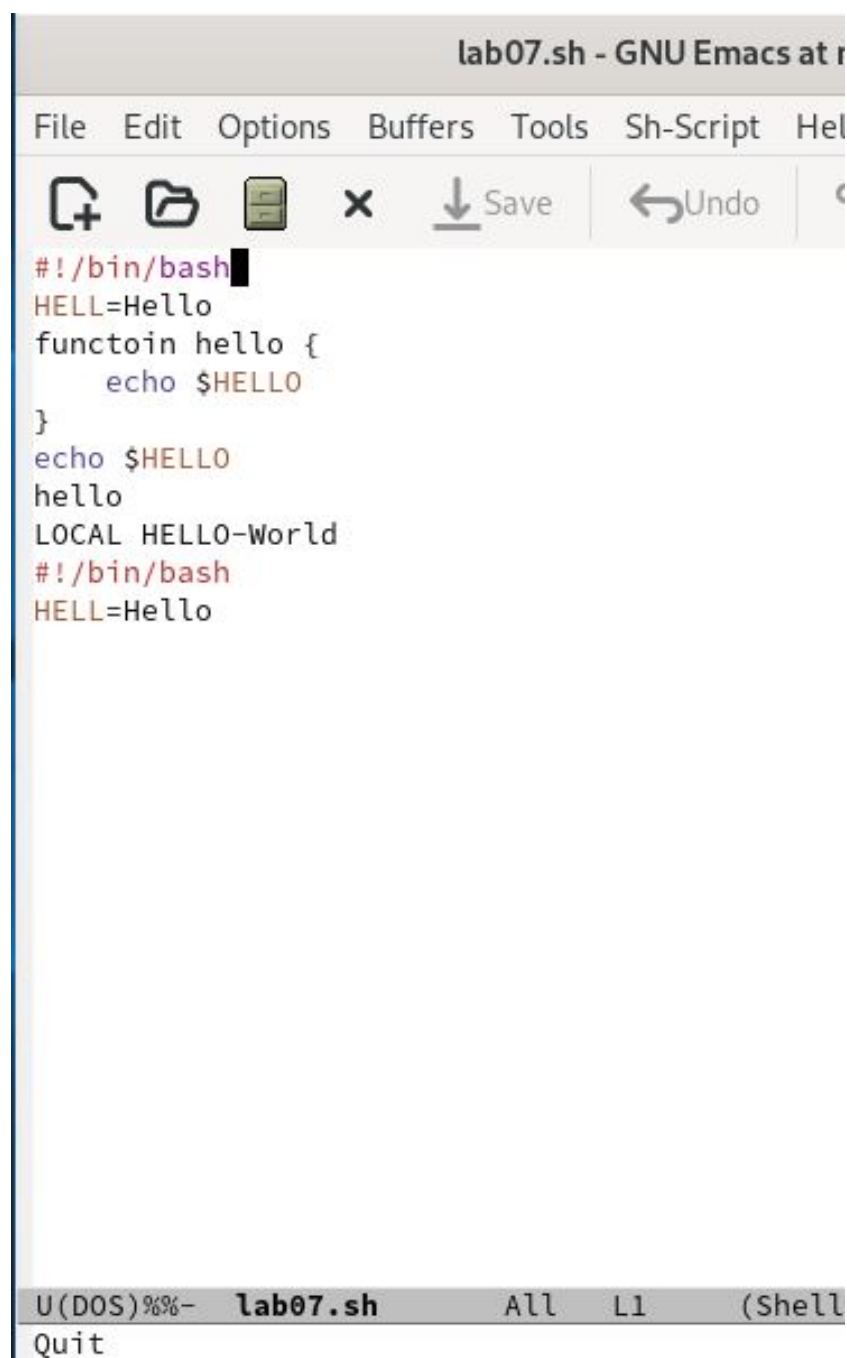 lab07.sh - GNU Emacs at
File Edit Options Buffers Tools Sh-Script
Save Undo
#!/bin/bash
HELL=Hello
functoin hello {
    echo $HELLO
}
echo $HELLO
hello
LOCAL HELLO-World
#!/bin/bash
HELL=Hello
U(DOS)%%- lab07.sh All L1 (Shell
Quit